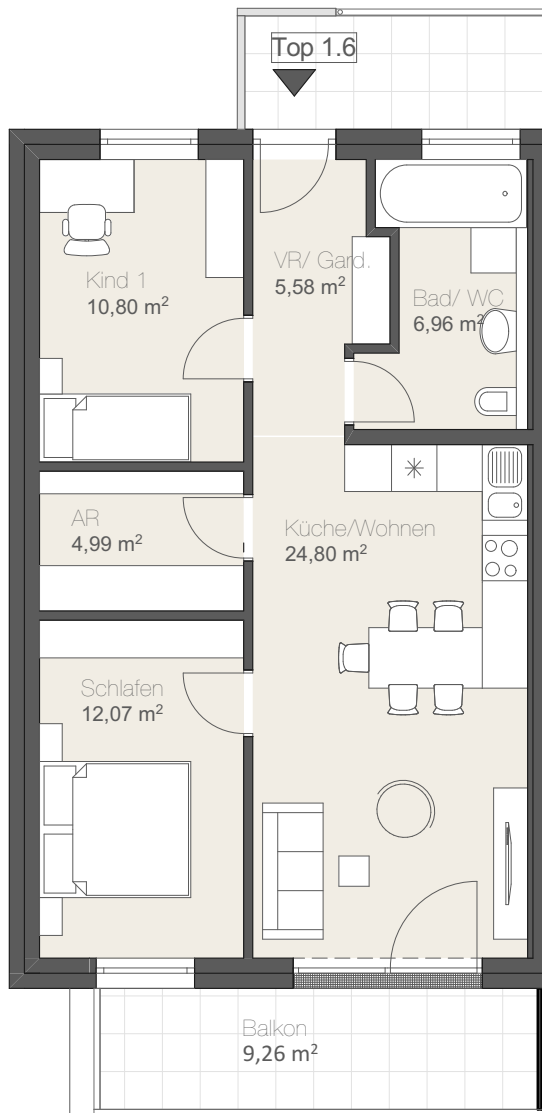 Top 1.6
VR/ Gard.
5,58 m²
Kind 1
10,80 m²
Bad/ WC
6,96 m²
AR
4,99 m²
Küche/Wohnen
24,80 m²
Schlafen
12,07 m²
Balkon
9,26 m²